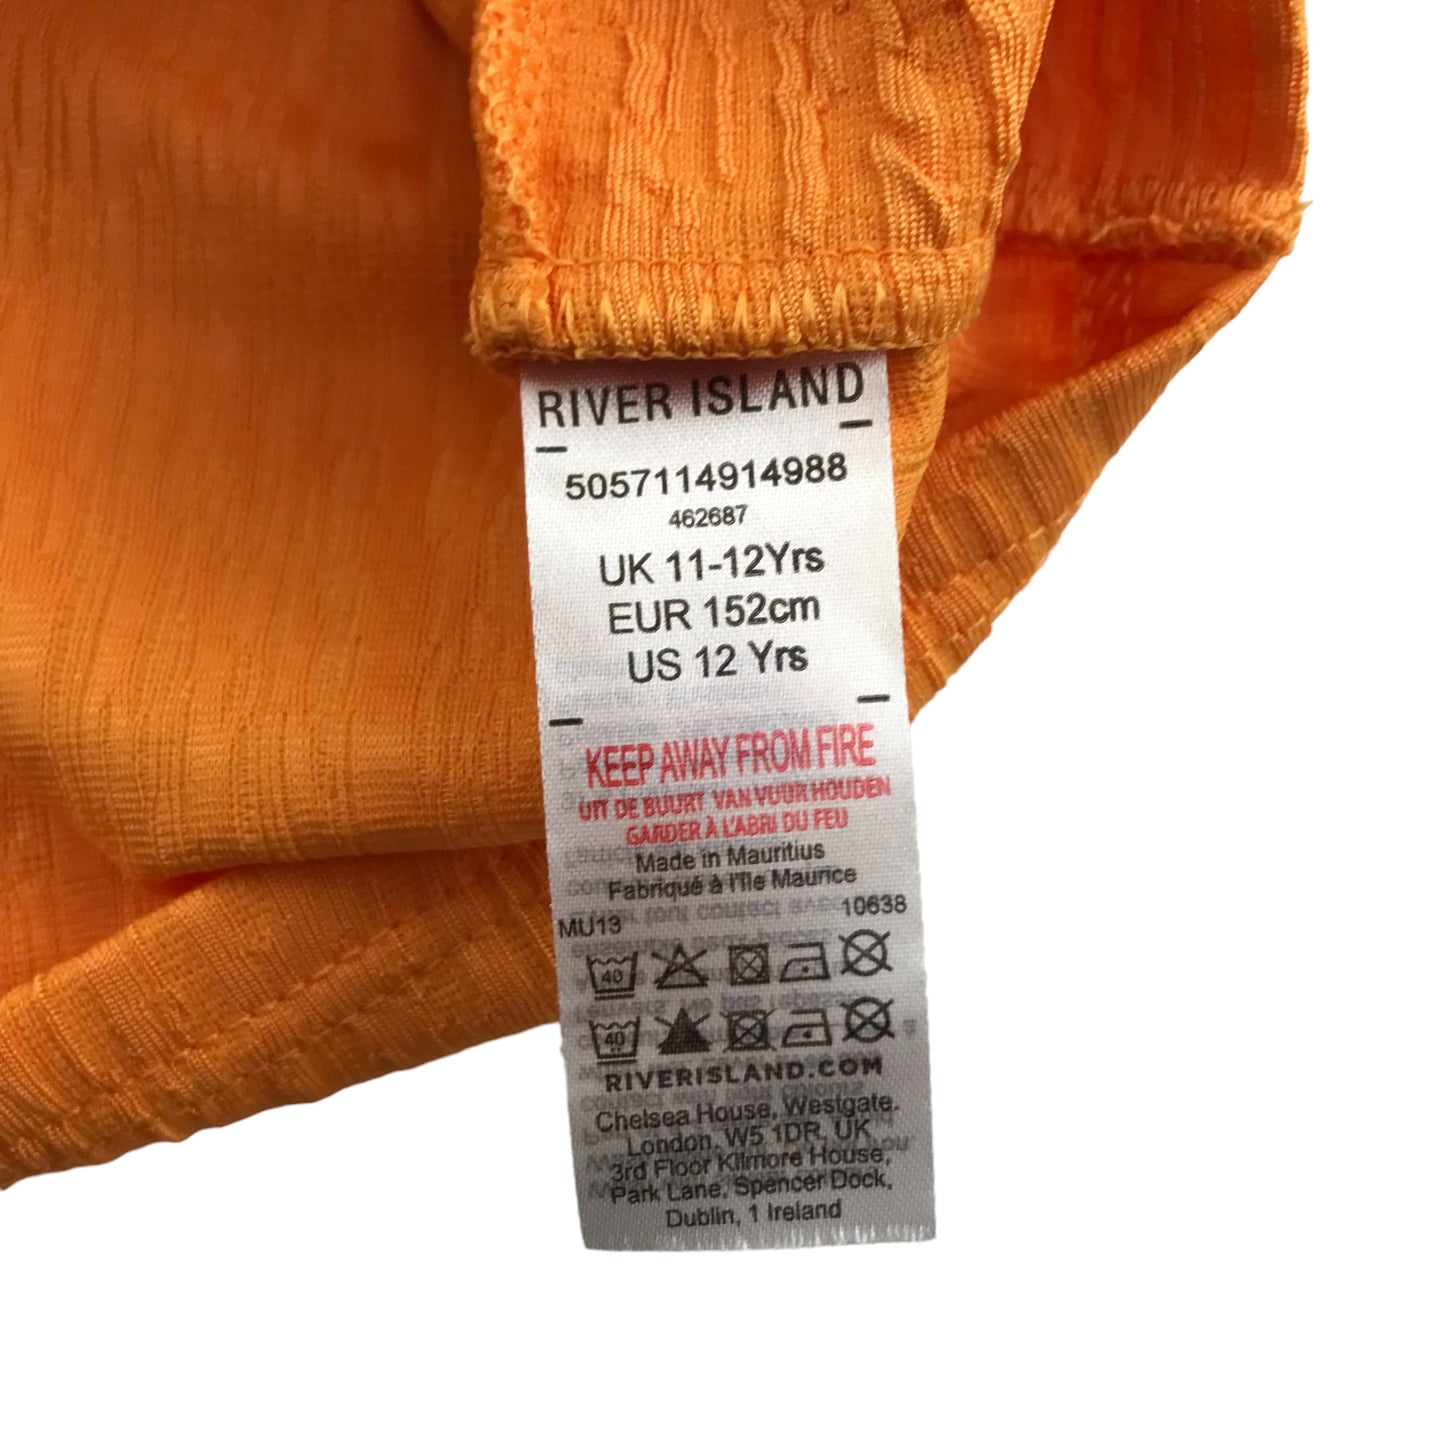 RIVER ISLAND
5057114914988
462687
UK 11-12Yrs
EUR 152cm
US 12 Yrs
KEEP AWAY FROM FIRE
UIT DE BUURT VAN VUUR HOUDEN
GARDER À L'ABRI DU FEU
Made in Mauritius
Fabriqué à l'Ile Maurice
MU13 10638
40
40
RIVERISLAND.COM
Chelsea House, Westgate.
London, W5 1DR, UK
3rd Floor Kilmore House,
Park Lane, Spencer Dock,
Dublin, 1 Ireland